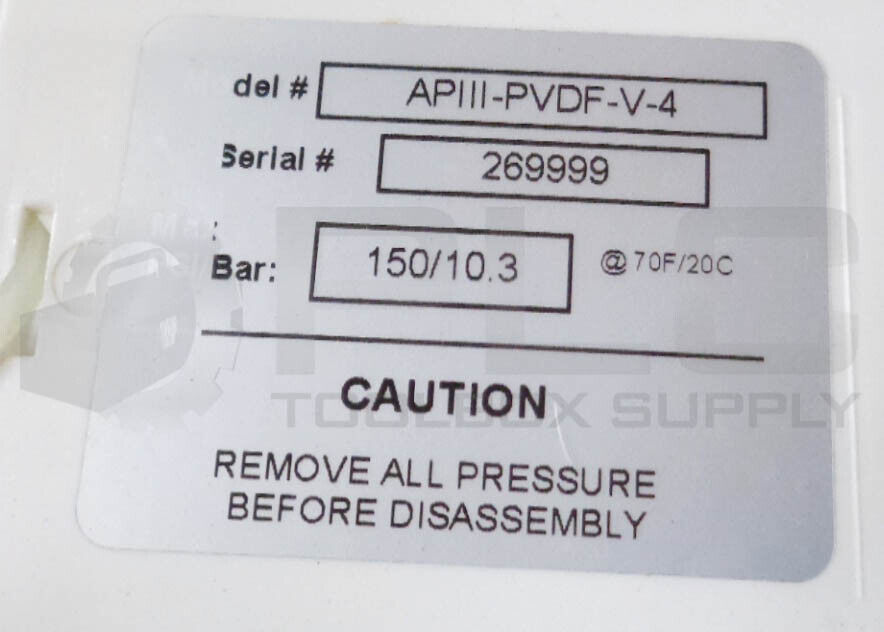 del # APIII-PVDF-V-4
Serial # 269999
:
Bar: 150/10.3 @ 70F/20C
PLC
TOOLBOX SUPPLY
CAUTION
REMOVE ALL PRESSURE
BEFORE DISASSEMBLY